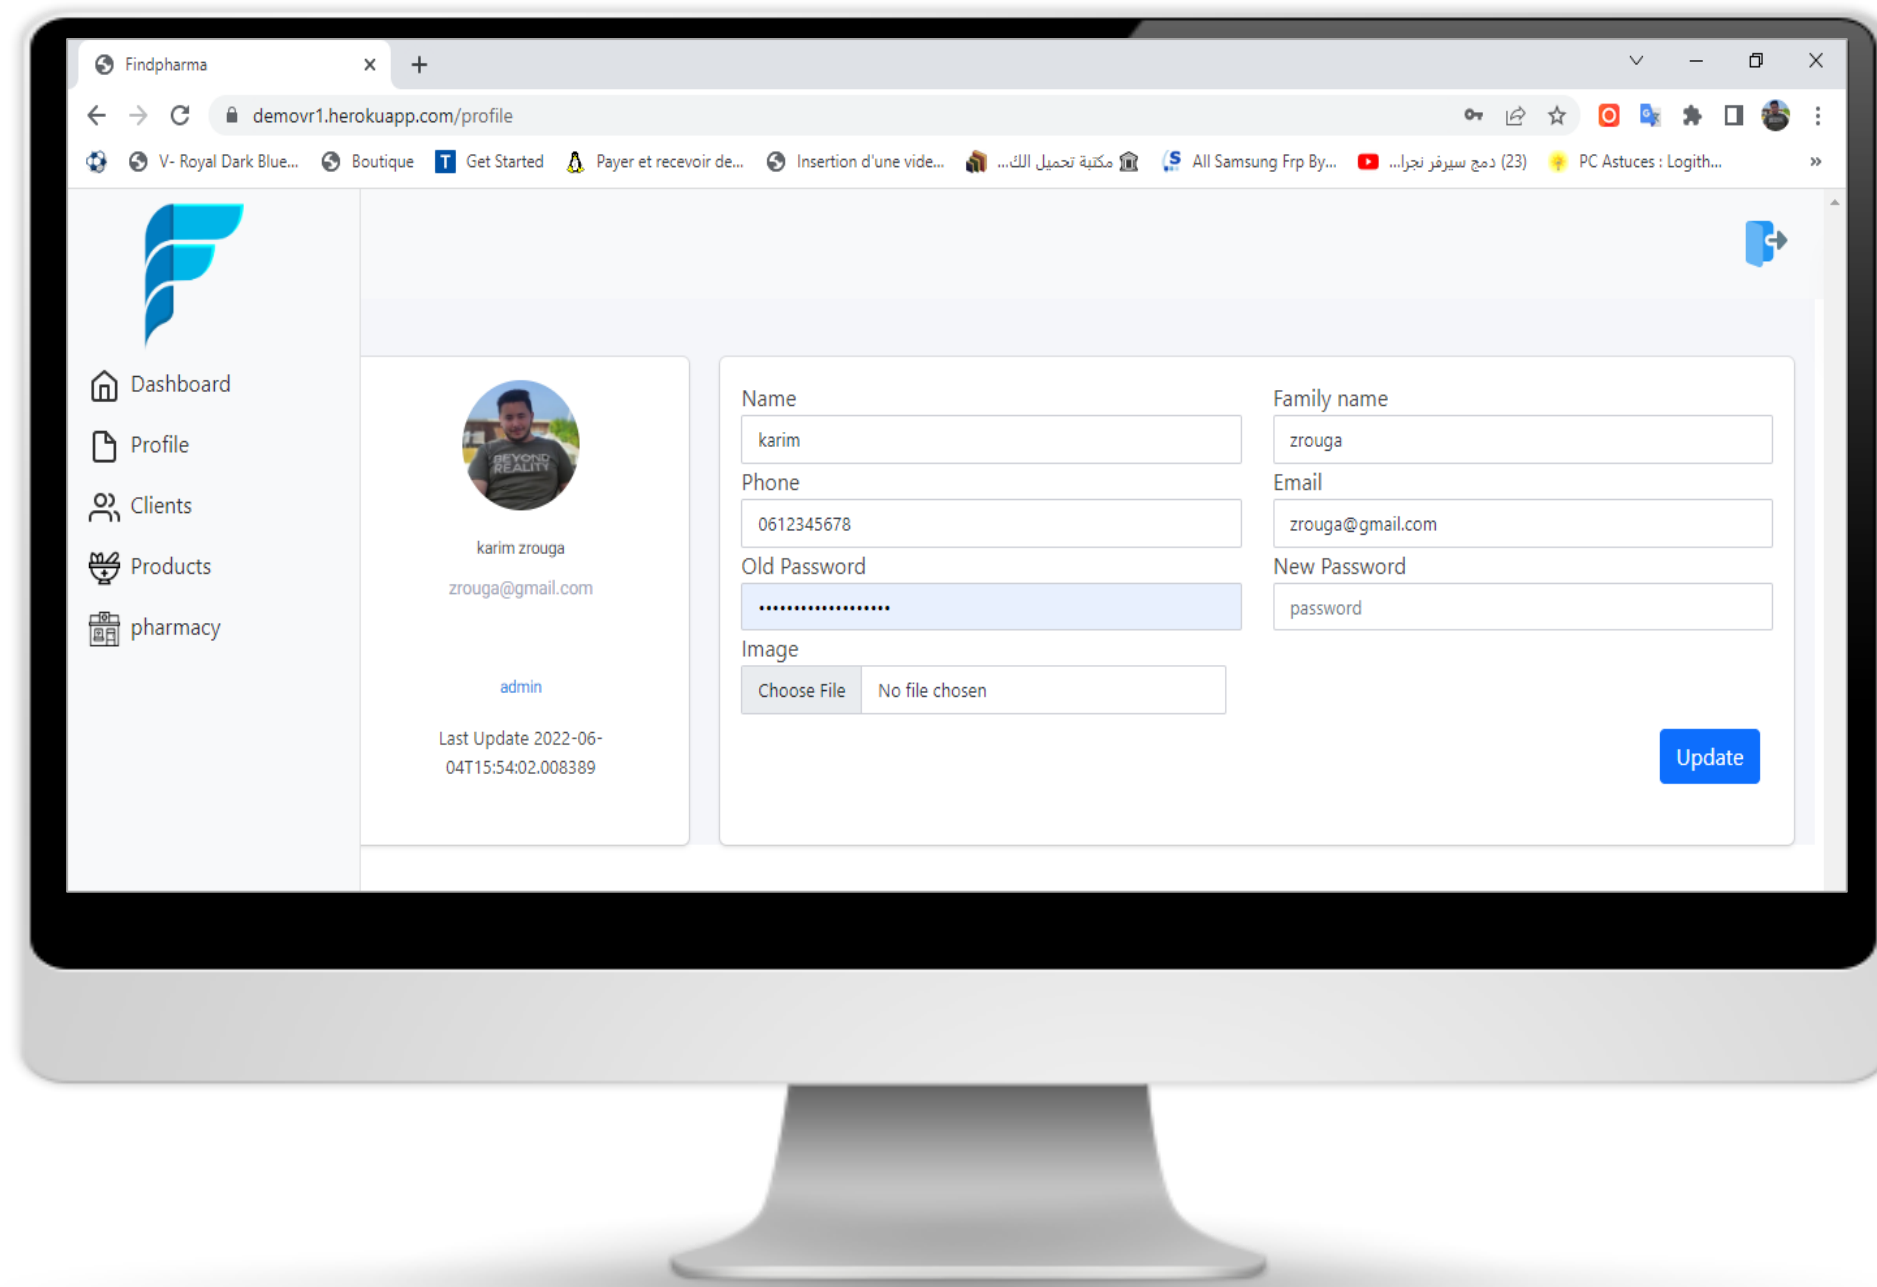 Findpharma
demovr1.herokuapp.com/profile
V- Royal Dark Blue...
Boutique
Get Started
Payer et recevoir de...
Insertion d'une vide...
مكتبة تحميل الك...
All Samsung Frp By...
(23) دمج سيرفر نجرا...
PC Astuces : Logith...
»
Dashboard
Profile
Clients
Products
pharmacy
BEYOND
REALITY
karim zrouga
zrouga@gmail.com
admin
Last Update 2022-06-
04T15:54:02.008389
Name
karim
Family name
zrouga
Phone
0612345678
Email
zrouga@gmail.com
Old Password
•••••••••••••••••••
New Password
password
Image
Choose File No file chosen
Update